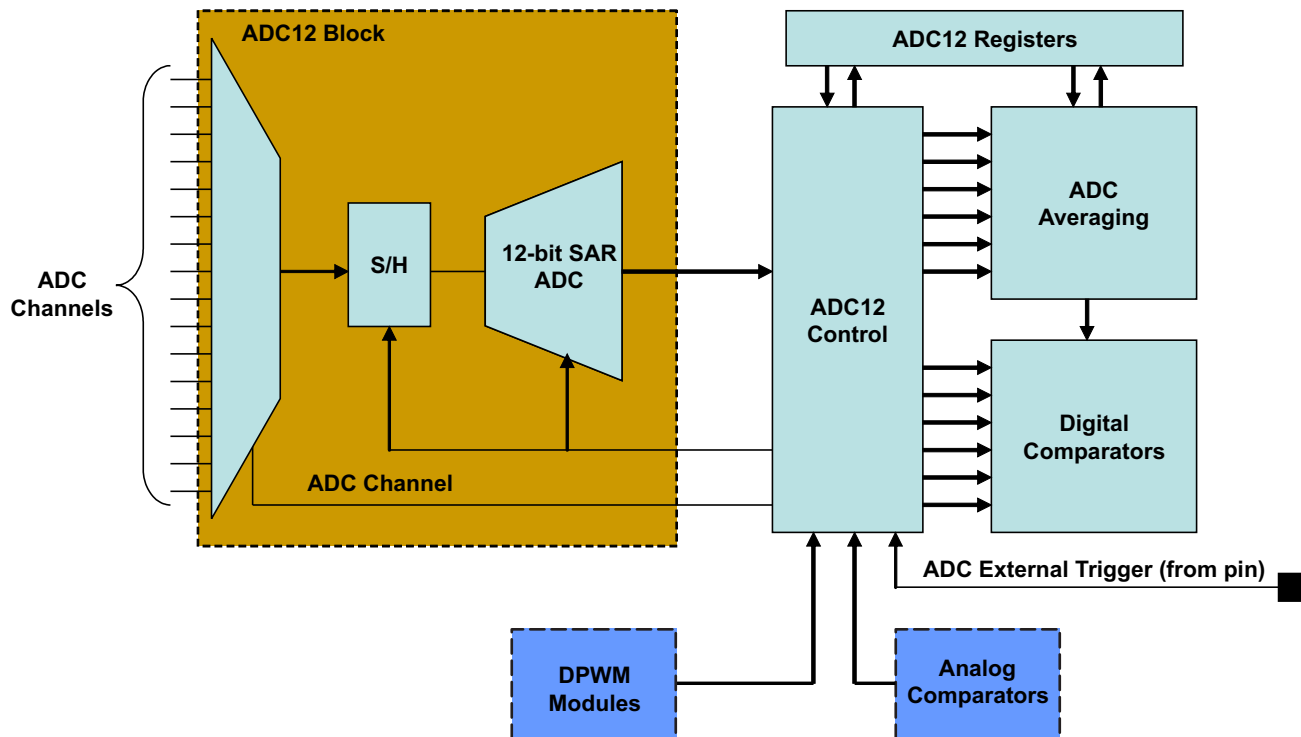 ADC12 Block
ADC12 Registers
ADC
Channels
S/H
12-bit SAR
ADC
ADC12
Control
ADC
Averaging
Digital
Comparators
ADC Channel
ADC External Trigger (from pin)
DPWM
Modules
Analog
Comparators